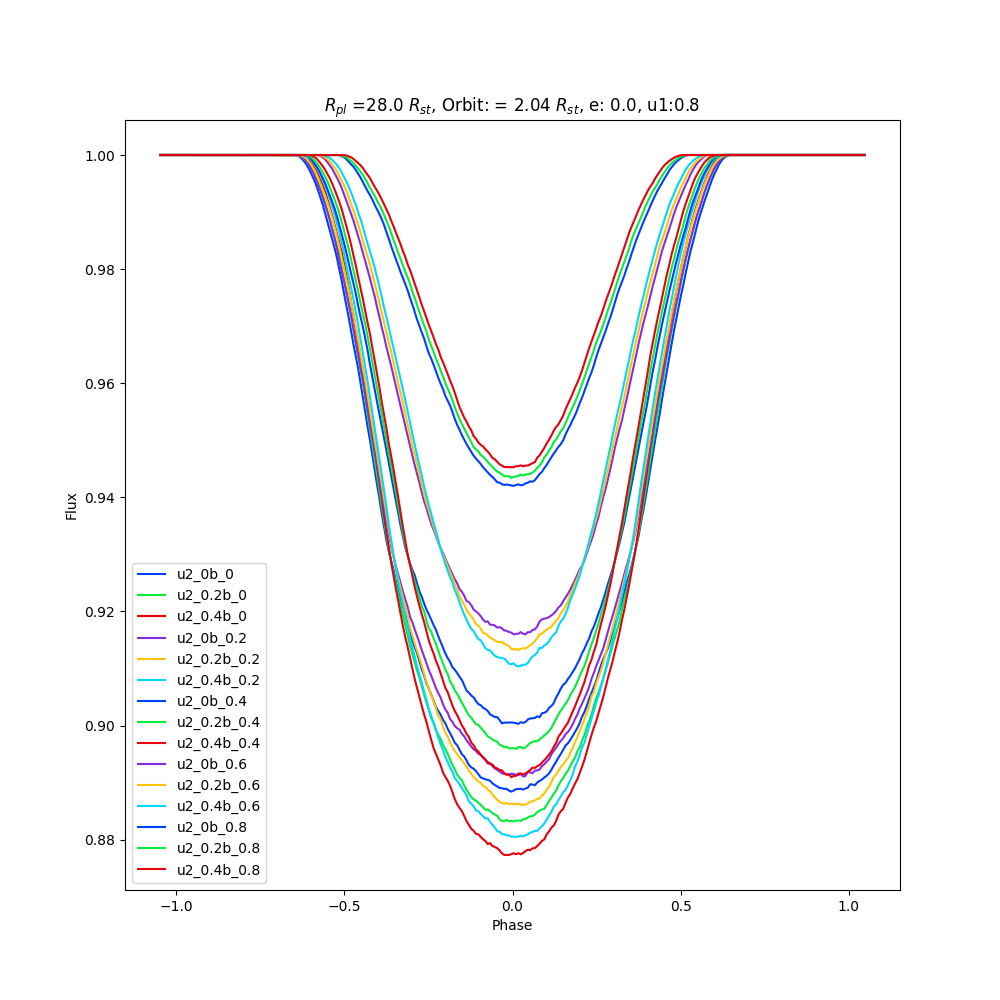 R_pl =28.0 R_st, Orbit: = 2.04 R_st, e: 0.0, u1:0.8
1.00
0.98
0.96
0.94
0.92
0.90
0.88
Flux
u2_0b_0
u2_0.2b_0
u2_0.4b_0
u2_0b_0.2
u2_0.2b_0.2
u2_0.4b_0.2
u2_0b_0.4
u2_0.2b_0.4
u2_0.4b_0.4
u2_0b_0.6
u2_0.2b_0.6
u2_0.4b_0.6
u2_0b_0.8
u2_0.2b_0.8
u2_0.4b_0.8
−1.0 −0.5 0.0 0.5 1.0
Phase